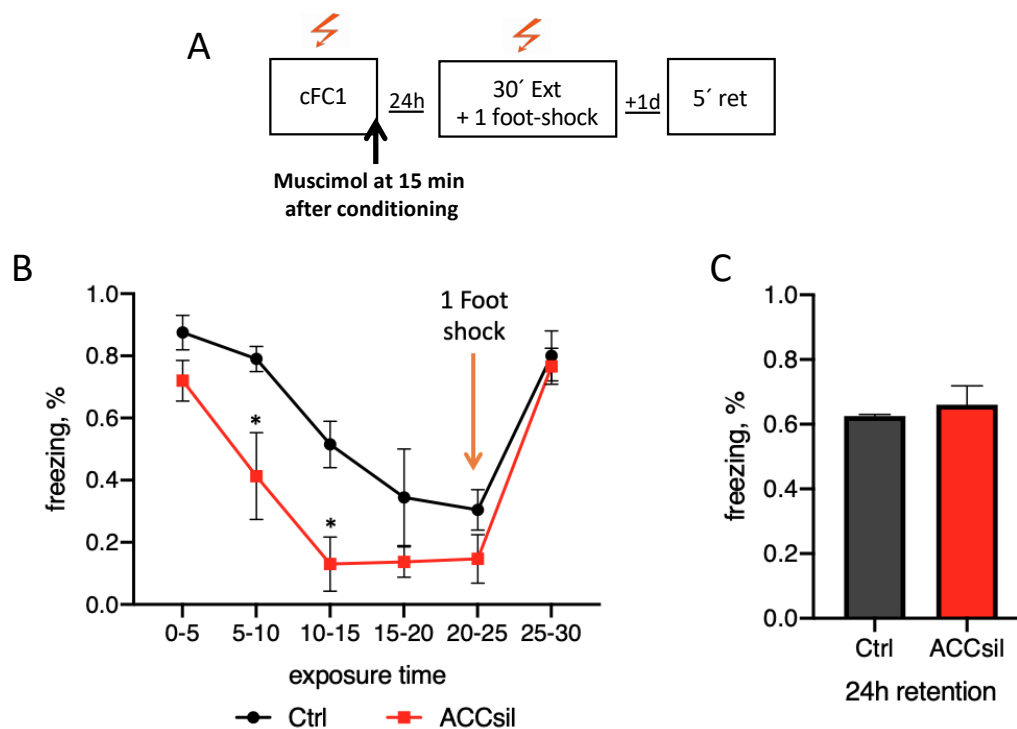 A
cFC1
24h
30´ Ext
+ 1 foot-shock
+1d
5´ ret
Muscimol at 15 min
after conditioning
B
1 Foot
shock
freezing, %
1.0
0.8
0.6
0.4
0.2
0.0
*
*
0-5 5-10 10-15 15-20 20-25 25-30
exposure time
Ctrl ACCsil
C
freezing, %
1.0
0.8
0.6
0.4
0.2
0.0
Ctrl ACCsil
24h retention